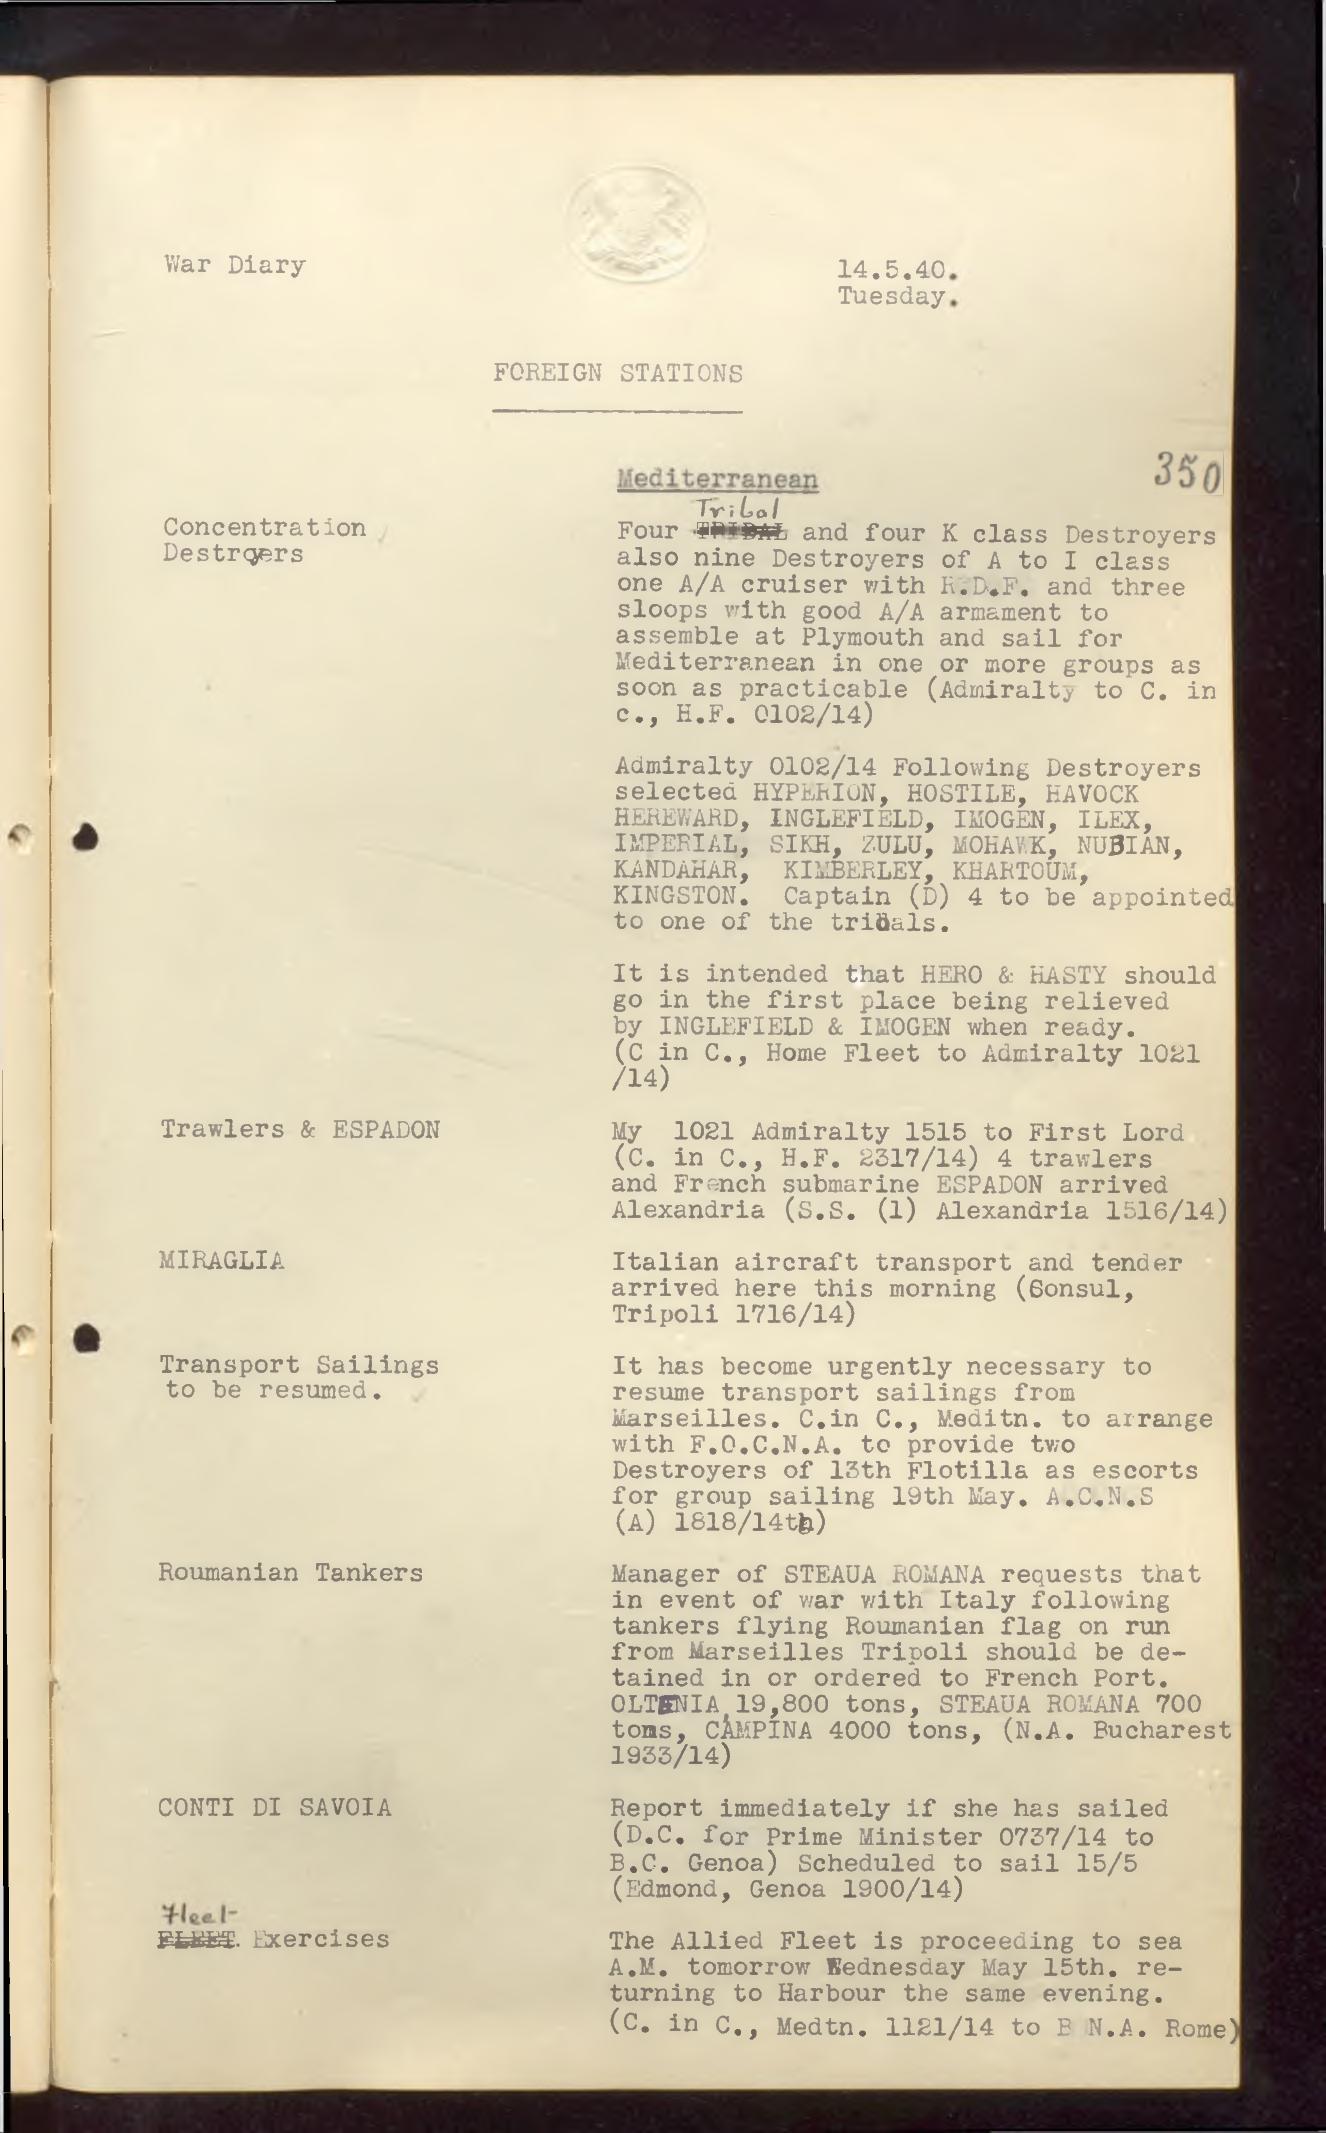 War Diary
14.5.40.
Tuesday.
FOREIGN STATIONS
350
Mediterranean
Concentration
Destroyers
Tribal
Four TRIBAL and four K class Destroyers
also nine Destroyers of A to I class
one A/A cruiser with R.D.F. and three
sloops with good A/A armament to
assemble at Plymouth and sail for
Mediterranean in one or more groups as
soon as practicable (Admiralty to C. in
c., H.F. 0102/14)
Admiralty 0102/14 Following Destroyers
selected HYPERION, HOSTILE, HAVOCK
HEREWARD, INGLEFIELD, IMOGEN, ILEX,
IMPERIAL, SIKH, ZULU, MOHAWK, NUBIAN,
KANDAHAR, KIMBERLEY, KHARTOUM,
KINGSTON. Captain (D) 4 to be appointed
to one of the tribals.
It is intended that HERO & HASTY should
go in the first place being relieved
by INGLEFIELD & IMOGEN when ready.
(C in C., Home Fleet to Admiralty 1021
/14)
Trawlers & ESPADON
My 1021 Admiralty 1515 to First Lord
(C. in C., H.F. 2317/14) 4 trawlers
and French submarine ESPADON arrived
Alexandria (S.S. (1) Alexandria 1516/14)
MIRAGLIA
Italian aircraft transport and tender
arrived here this morning (Consul,
Tripoli 1716/14)
Transport Sailings
to be resumed.
It has become urgently necessary to
resume transport sailings from
Marseilles. C.in C., Meditn. to arrange
with F.O.C.N.A. to provide two
Destroyers of 13th Flotilla as escorts
for group sailing 19th May. A.C.N.S
(A) 1818/14th)
Roumanian Tankers
Manager of STEAUA ROMANA requests that
in event of war with Italy following
tankers flying Roumanian flag on run
from Marseilles Tripoli should be de-
tained in or ordered to French Port.
OLTENIA, 19,800 tons, STEAUA ROMANA 700
tons, CAMPINA 4000 tons, (N.A. Bucharest
1933/14)
CONTI DI SAVOIA
Report immediately if she has sailed
(D.C. for Prime Minister 0737/14 to
B.C. Genoa) Scheduled to sail 15/5
(Edmond, Genoa 1900/14)
Fleet
FLEET. Exercises
The Allied Fleet is proceeding to sea
A.M. tomorrow Wednesday May 15th. re-
turning to Harbour the same evening.
(C. in C., Medtn. 1121/14 to B N.A. Rome)